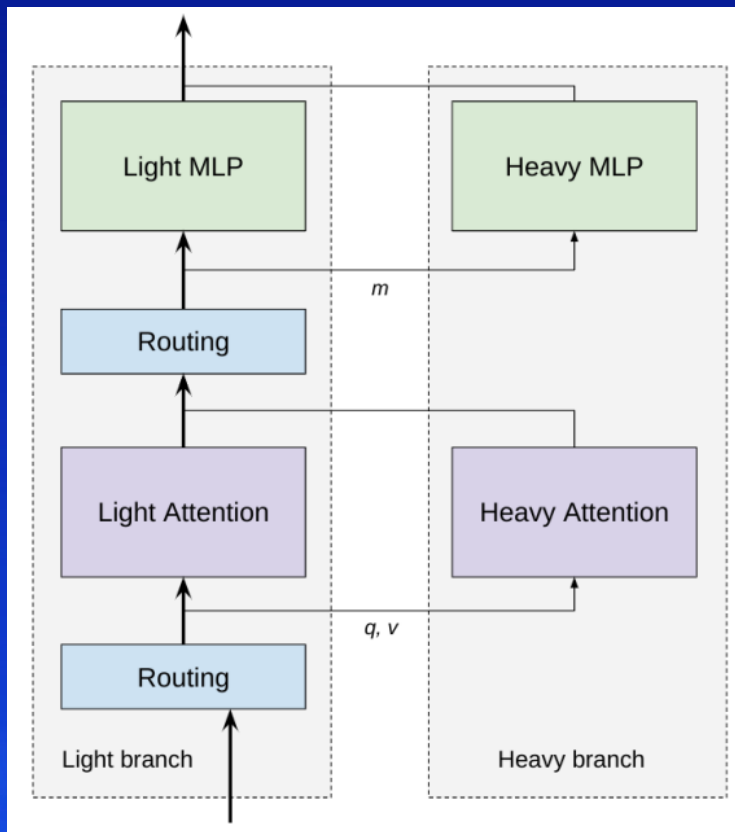 Light MLP
Heavy MLP
m
Routing
Light Attention
Heavy Attention
q, v
Routing
Light branch
Heavy branch